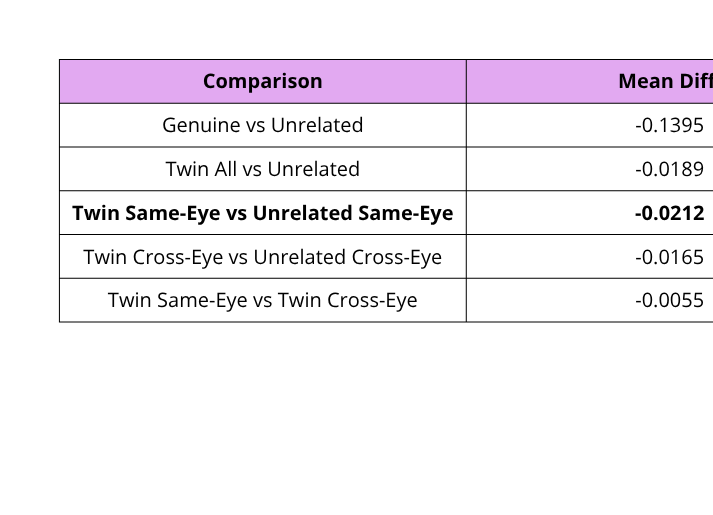 Comparison Mean Diff
Genuine vs Unrelated -0.1395
Twin All vs Unrelated -0.0189
Twin Same-Eye vs Unrelated Same-Eye -0.0212
Twin Cross-Eye vs Unrelated Cross-Eye -0.0165
Twin Same-Eye vs Twin Cross-Eye -0.0055